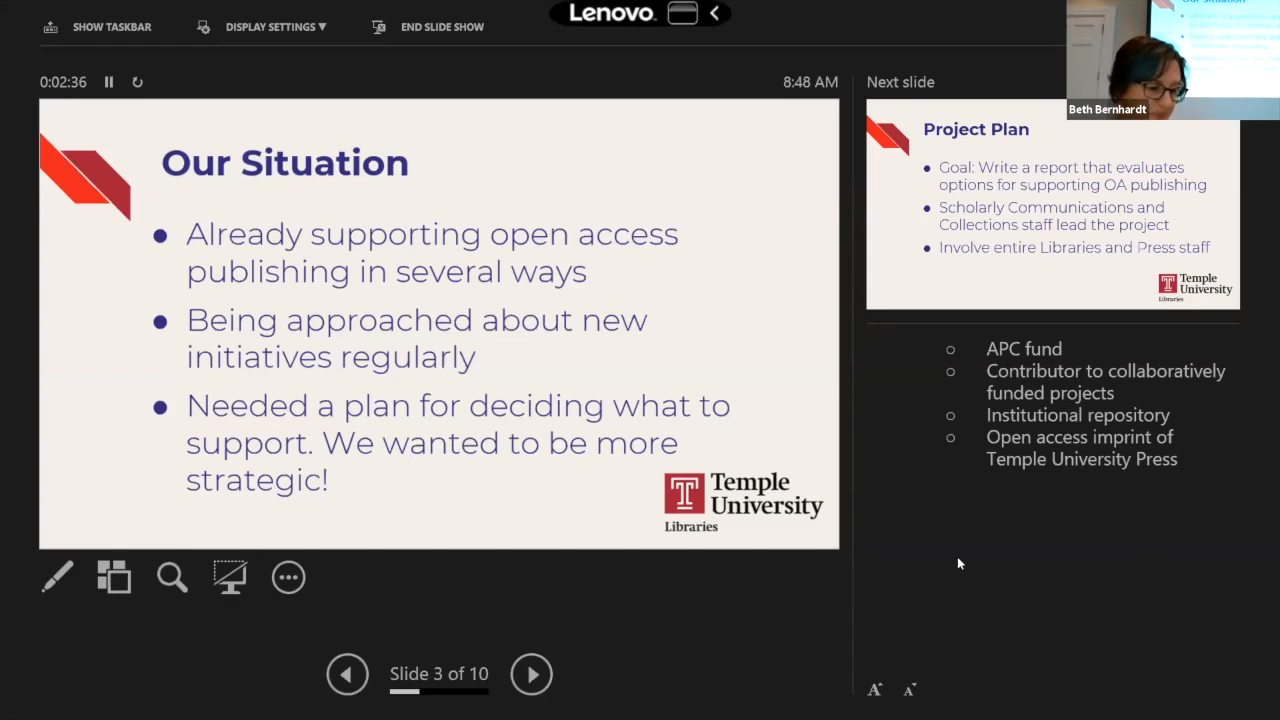 SHOW TASKBAR
DISPLAY SETTINGS ▼
END SLIDE SHOW
Lenovo
0:02:36
8:48 AM
Our Situation
● Already supporting open access
publishing in several ways
● Being approached about new
initiatives regularly
● Needed a plan for deciding what to
support. We wanted to be more
strategic!
Temple
University
Libraries
Slide 3 of 10
Next slide
Beth Bernhardt
Project Plan
● Goal: Write a report that evaluates
options for supporting OA publishing
● Scholarly Communications and
Collections staff lead the project
● Involve entire Libraries and Press staff
Temple
University
Libraries
○ APC fund
○ Contributor to collaboratively
funded projects
○ Institutional repository
○ Open access imprint of
Temple University Press
A A